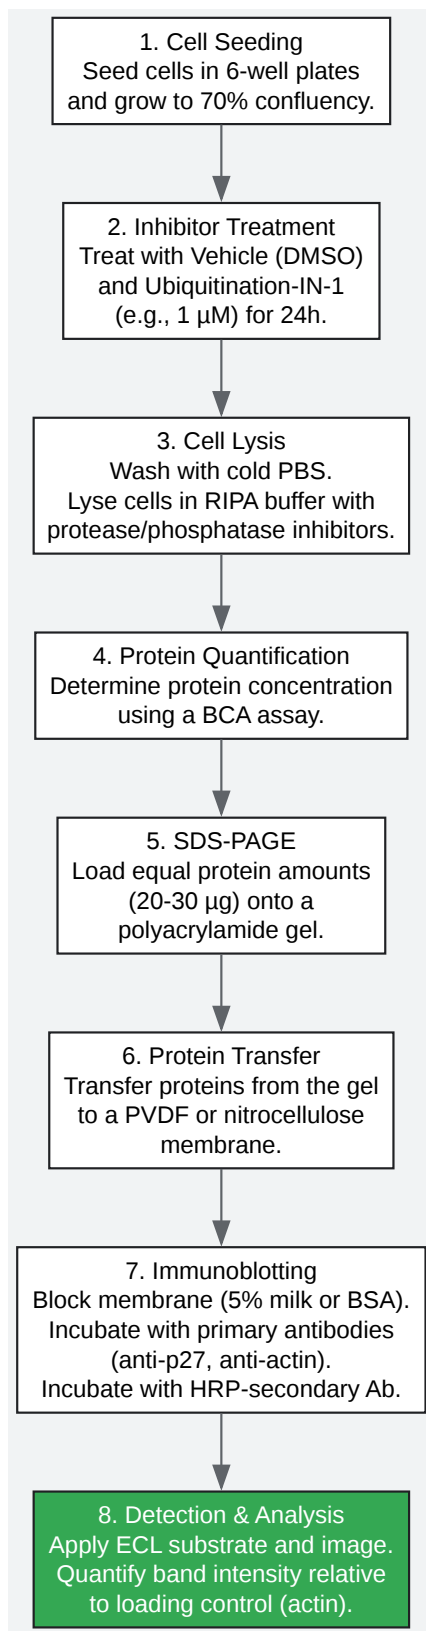 1. Cell Seeding
Seed cells in 6-well plates
and grow to 70% confluency.
2. Inhibitor Treatment
Treat with Vehicle (DMSO)
and Ubiquitination-IN-1
(e.g., 1 µM) for 24h.
3. Cell Lysis
Wash with cold PBS.
Lyse cells in RIPA buffer with
protease/phosphatase inhibitors.
4. Protein Quantification
Determine protein concentration
using a BCA assay.
5. SDS-PAGE
Load equal protein amounts
(20-30 µg) onto a
polyacrylamide gel.
6. Protein Transfer
Transfer proteins from the gel
to a PVDF or nitrocellulose
membrane.
7. Immunoblotting
Block membrane (5% milk or BSA).
Incubate with primary antibodies
(anti-p27, anti-actin).
Incubate with HRP-secondary Ab.
8. Detection & Analysis
Apply ECL substrate and image.
Quantify band intensity relative
to loading control (actin).